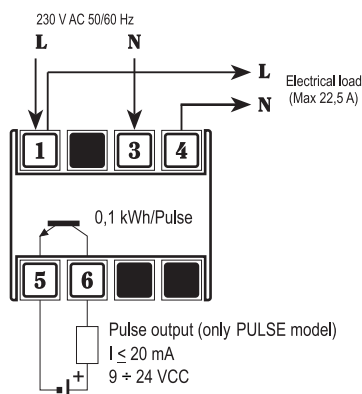 230 V AC 50/60 Hz
L N
L
Electrical load
N
(Max 22,5 A)
1 3 4
0,1 kWh/Pulse
5 6
Pulse output (only PULSE model)
+
I ≤ 20 mA
9 ÷ 24 VCC